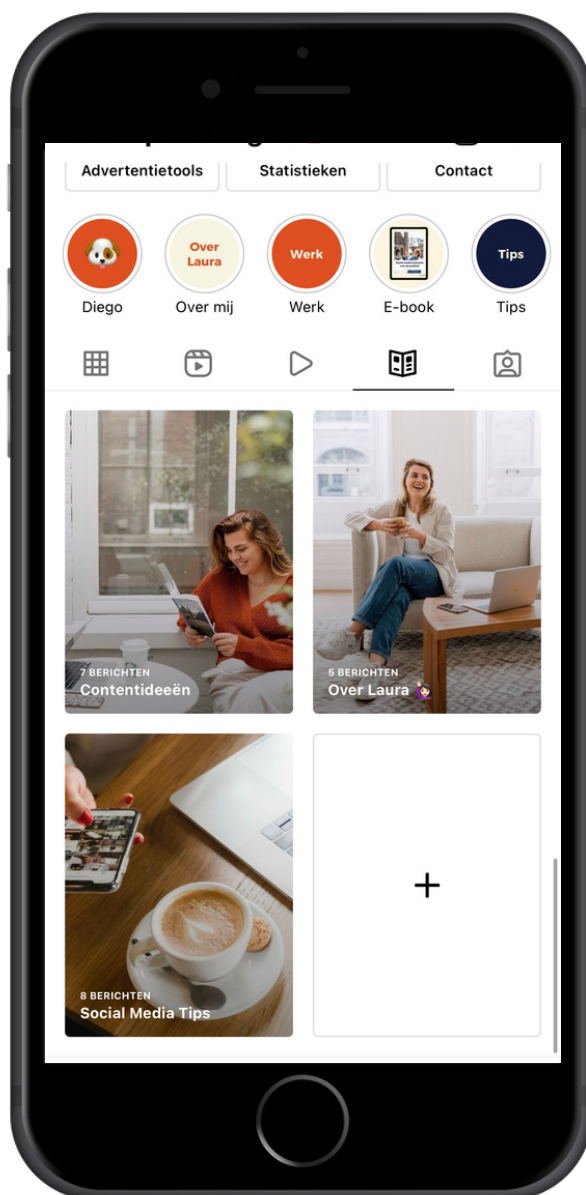 Advertentietools
Statistieken
Contact
Over
Laura
Werk
Tips
Diego
Over mij
Werk
E-book
Tips
7 BERICHTEN
Contentideeën
5 BERICHTEN
Over Laura 🙋🏻‍♀️
8 BERICHTEN
Social Media Tips